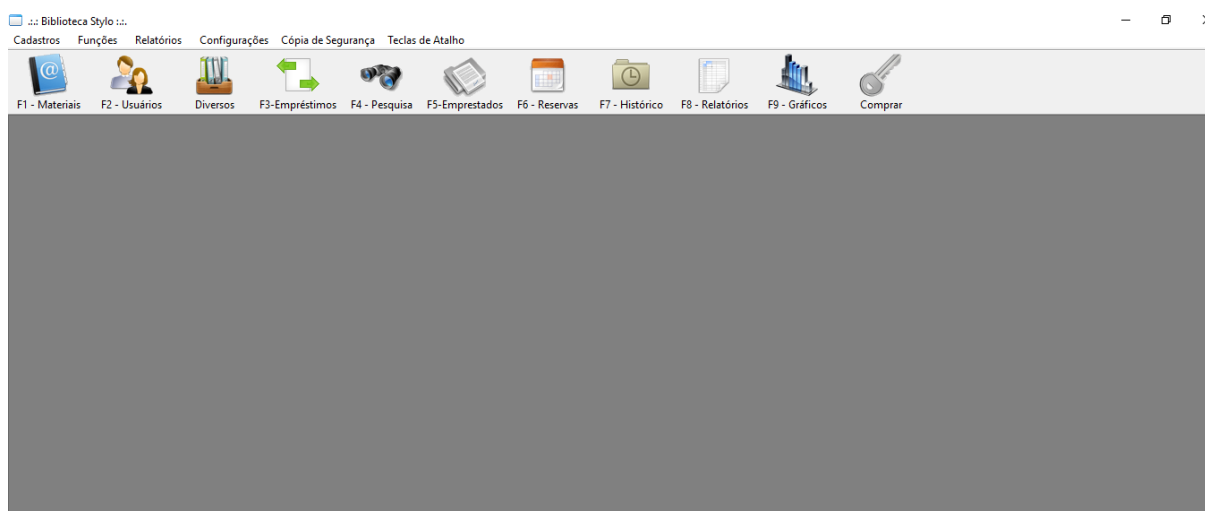 .:.: Biblioteca Stylo :.:.
Cadastros Funções Relatórios Configurações Cópia de Segurança Teclas de Atalho
F1 - Materiais F2 - Usuários Diversos F3-Empréstimos F4 - Pesquisa F5-Emprestados F6 - Reservas F7 - Histórico F8 - Relatórios F9 - Gráficos Comprar